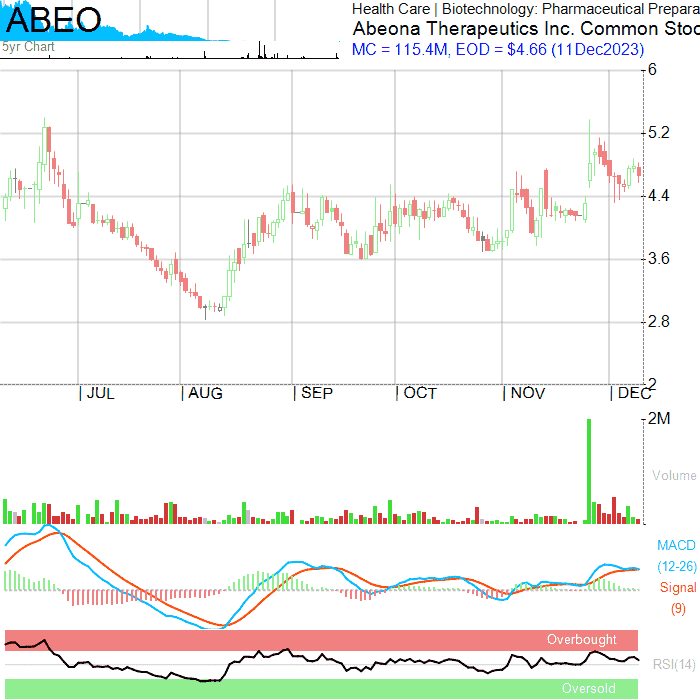 ABEO
5yr Chart
Health Care | Biotechnology: Pharmaceutical Prepara
Abeona Therapeutics Inc. Common Stoc
MC = 115.4M, EOD = $4.66 (11Dec2023)
6
5.2
4.4
3.6
2.8
2
| JUL | AUG | SEP | OCT | NOV | DEC
2M
Volume
MACD
(12-26)
Signal
(9)
Overbought
RSI(14)
Oversold